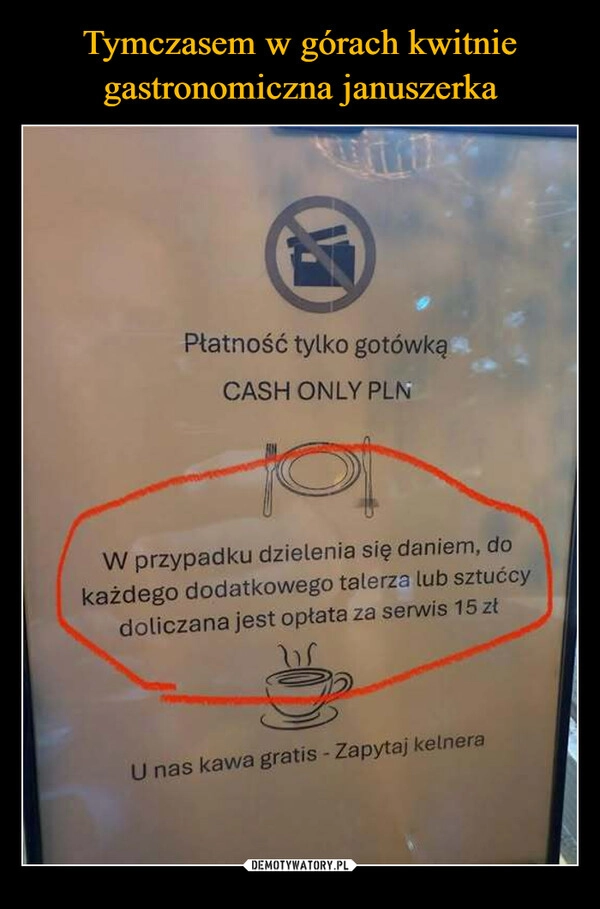 Tymczasem w górach kwitnie
gastronomiczna januszerka
Płatność tylko gotówką
CASH ONLY PLN
W przypadku dzielenia się daniem, do
każdego dodatkowego talerza lub sztućcy
doliczana jest opłata za serwis 15 zł
U nas kawa gratis - Zapytaj kelnera
DEMOTYWATORY.PL